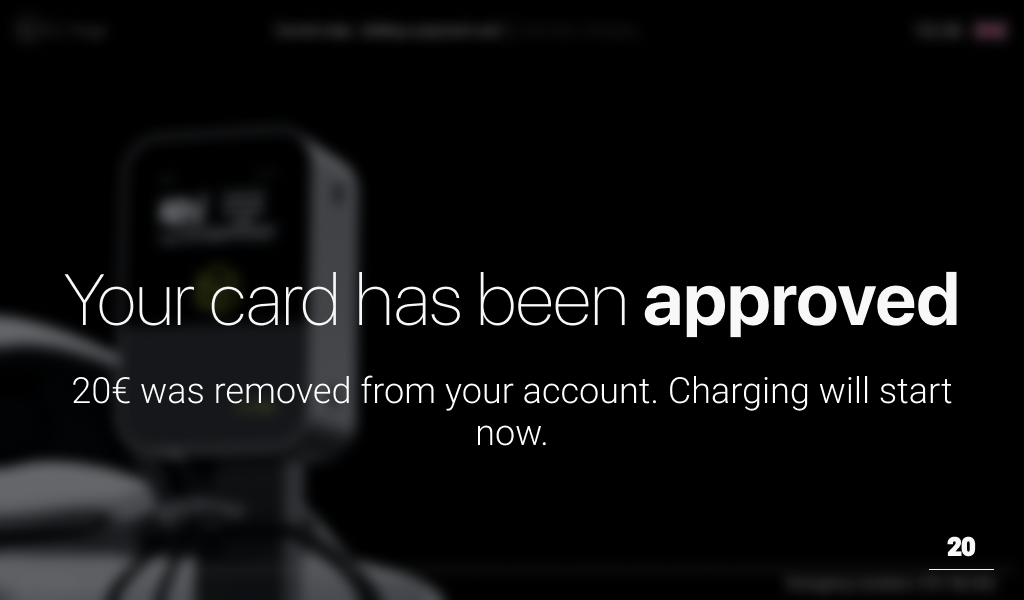 Your card has been approved
20€ was removed from your account. Charging will start
now.
20